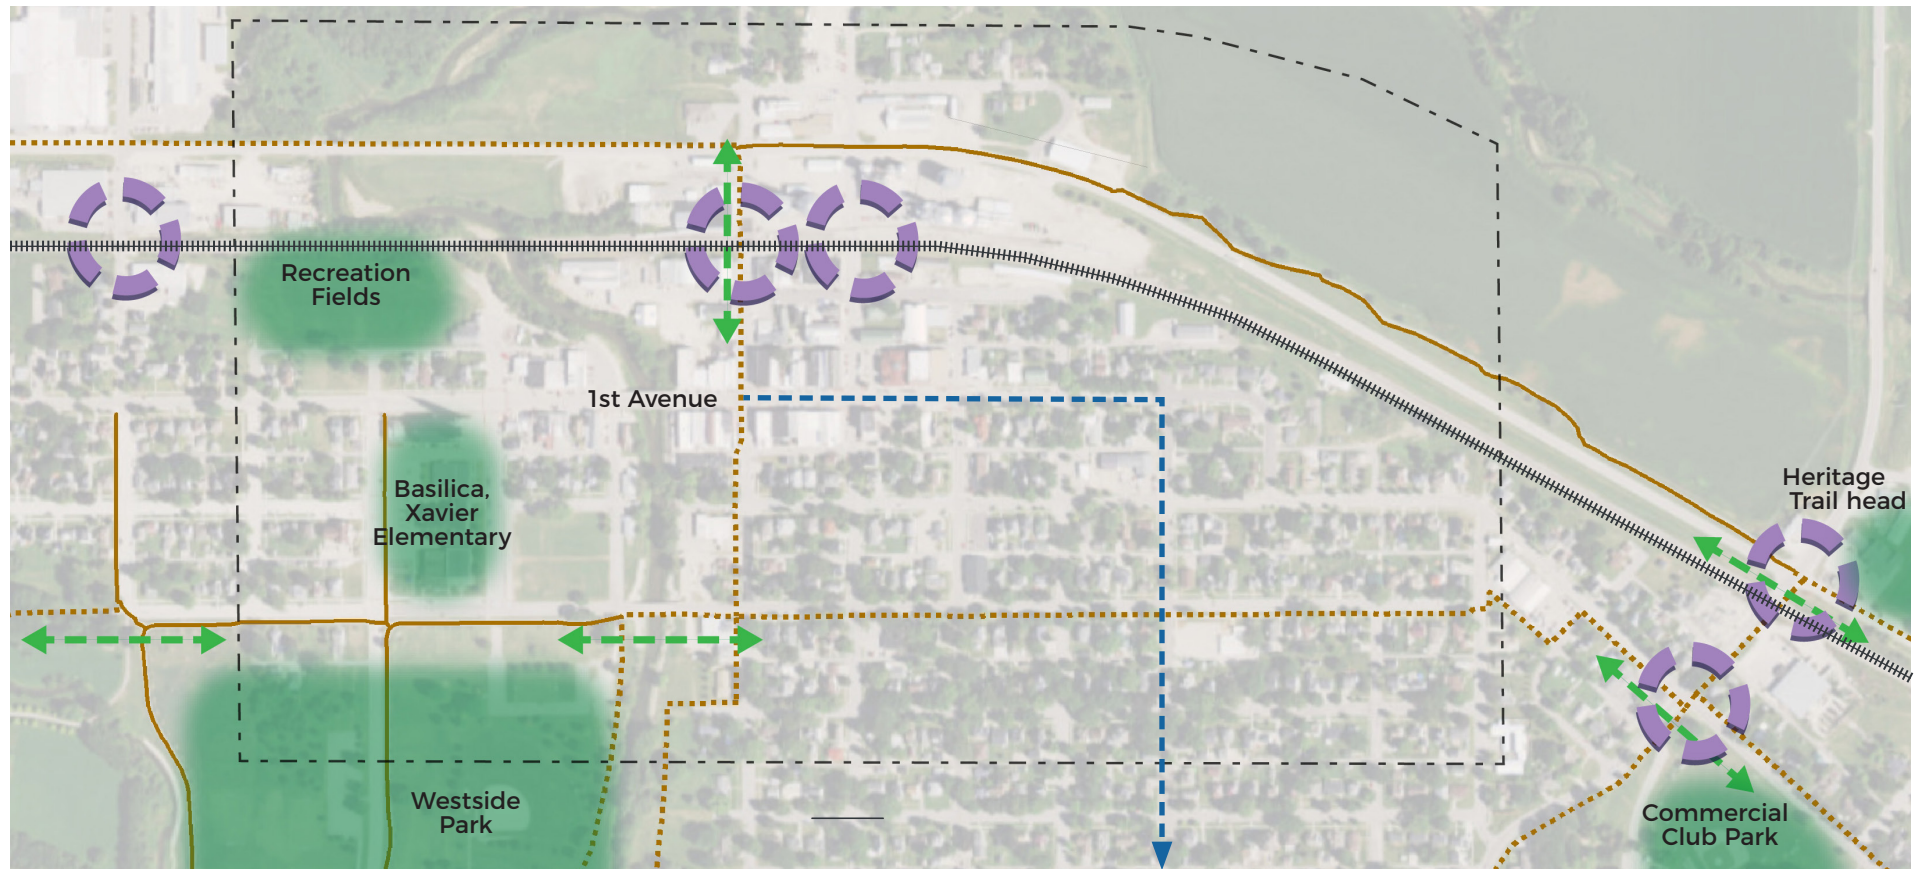 Recreation
Fields
1st Avenue
Basilica,
Xavier
Elementary
Heritage
Trail head
Westside
Park
Commercial
Club Park